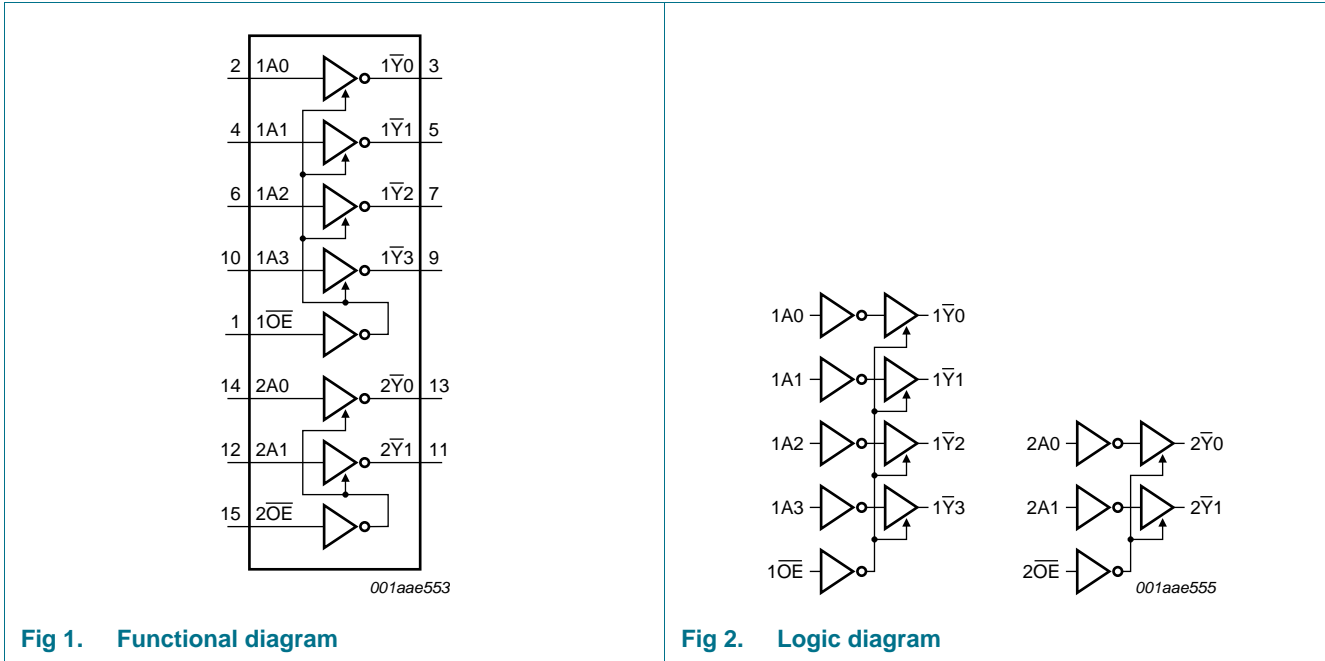 2 1A0 1Y̅0 3
4 1A1 1Y̅1 5
6 1A2 1Y̅2 7
10 1A3 1Y̅3 9
1 1O̅E̅
14 2A0 2Y̅0 13
12 2A1 2Y̅1 11
15 2O̅E̅
001aae553
Fig 1. Functional diagram
1A0 1Y̅0
1A1 1Y̅1
1A2 1Y̅2
1A3 1Y̅3
1O̅E̅
2A0 2Y̅0
2A1 2Y̅1
2O̅E̅
001aae555
Fig 2. Logic diagram